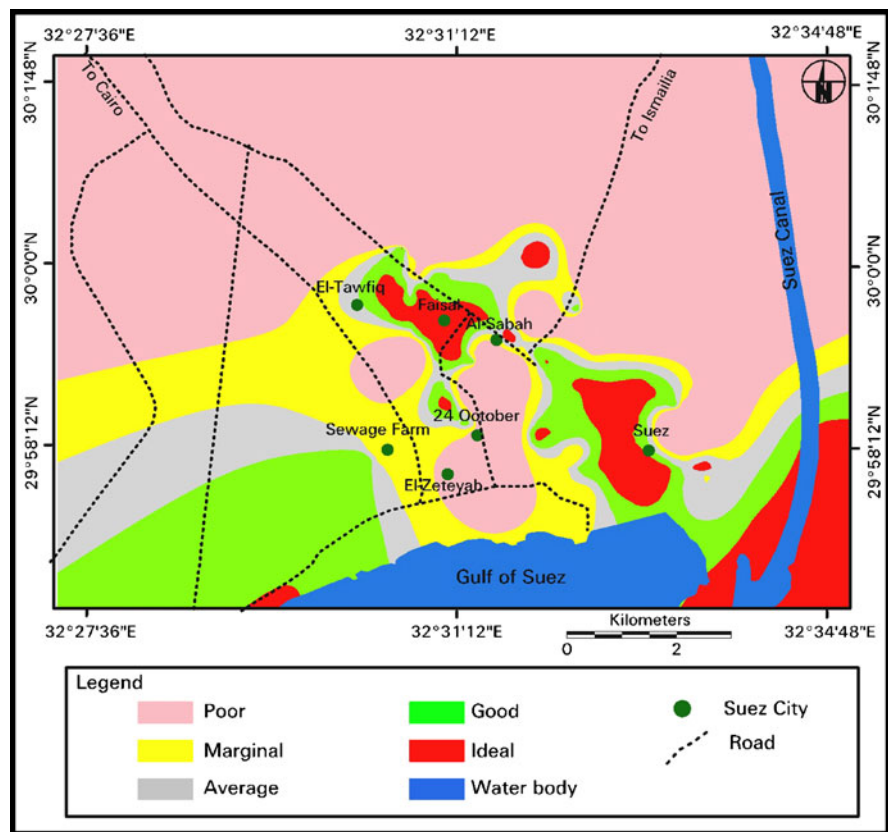 32°27'36"E 32°31'12"E 32°34'48"E
30°1'48"N 30°1'48"N
To Cairo
To Ismailia
N
Suez Canal
30°0'0"N 30°0'0"N
El-Tawfiq
Faisal
Al-Sabah
24 October
Sewage Farm
Suez
29°58'12"N 29°58'12"N
El-Zeteyah
Gulf of Suez
32°27'36"E 32°31'12"E 32°34'48"E
Kilometers
0 2
Legend
Poor Good Suez City
Marginal Ideal Road
Average Water body